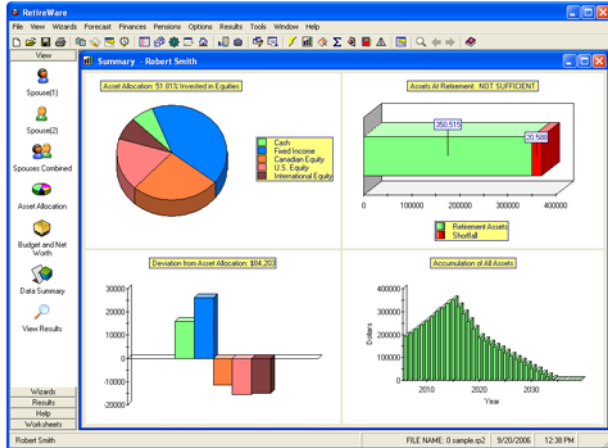 RetireWare
File View Wizards Forecast Finances Pensions Options Results Tools Window Help
View
Spouse(1)
Spouse(2)
Spouses Combined
Asset Allocation
Budget and Net
Worth
Data Summary
View Results
Wizards
Results
Help
Worksheets
Summary - Robert Smith
Asset Allocation: 51.81% Invested in Equities
Cash
Fixed Income
Canadian Equity
U.S. Equity
International Equity
Assets At Retirement: NOT SUFFICIENT
350,515
20,588
0 100000 200000 300000 400000
Retirement Assets
Shortfall
Deviation from Asset Allocation: $84,203
30000
20000
10000
0
-10000
-20000
Accumulation of All Assets
400000
300000
200000
100000
0
Dollars
2010 2020 2030
Year
Robert Smith
FILE NAME: 0 sample.rp2 9/20/2006 12:38 PM